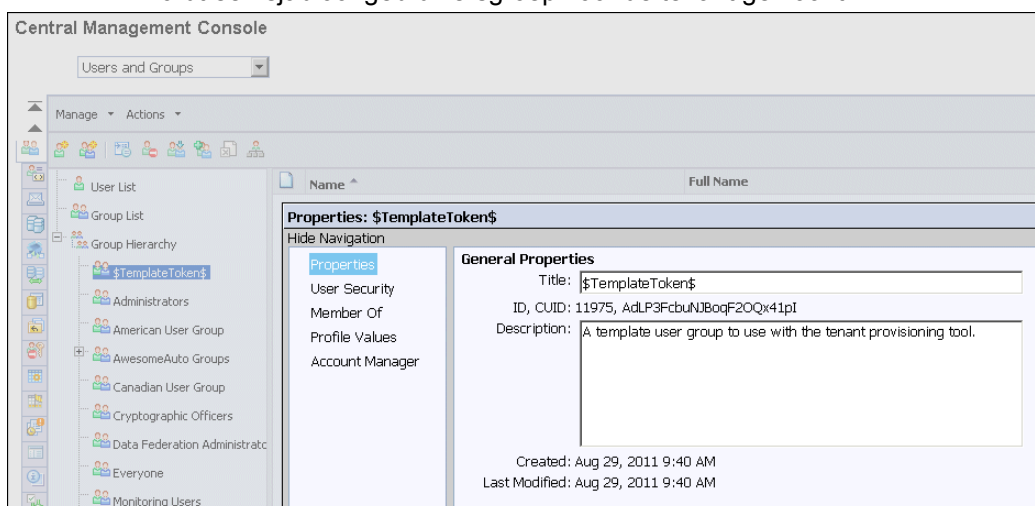 Central Management Console
Users and Groups
Manage Actions
User List
Group List
Group Hierarchy
$TemplateToken$
Administrators
American User Group
AwesomeAuto Groups
Canadian User Group
Cryptographic Officers
Data Federation Administratc
Everyone
Monitoring Users
Name Full Name
Properties: $TemplateToken$
Hide Navigation
Properties
User Security
Member Of
Profile Values
Account Manager
General Properties
Title: $TemplateToken$
ID, CUID: 11975, AdLP3FcbuNJBoqF2OQx41pI
Description: A template user group to use with the tenant provisioning tool.
Created: Aug 29, 2011 9:40 AM
Last Modified: Aug 29, 2011 9:40 AM